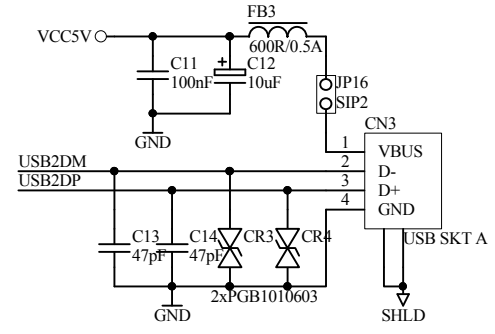 FB3
VCC5V
600R/0.5A
C11
100nF
+
C12
10uF
JP16
SIP2
GND
CN3
1
VBUS
USB2DM
2
D-
USB2DP
3
D+
4
GND
C13
47pF
C14
47pF
CR3
CR4
USB SKT A
2xPGB1010603
GND
SHLD